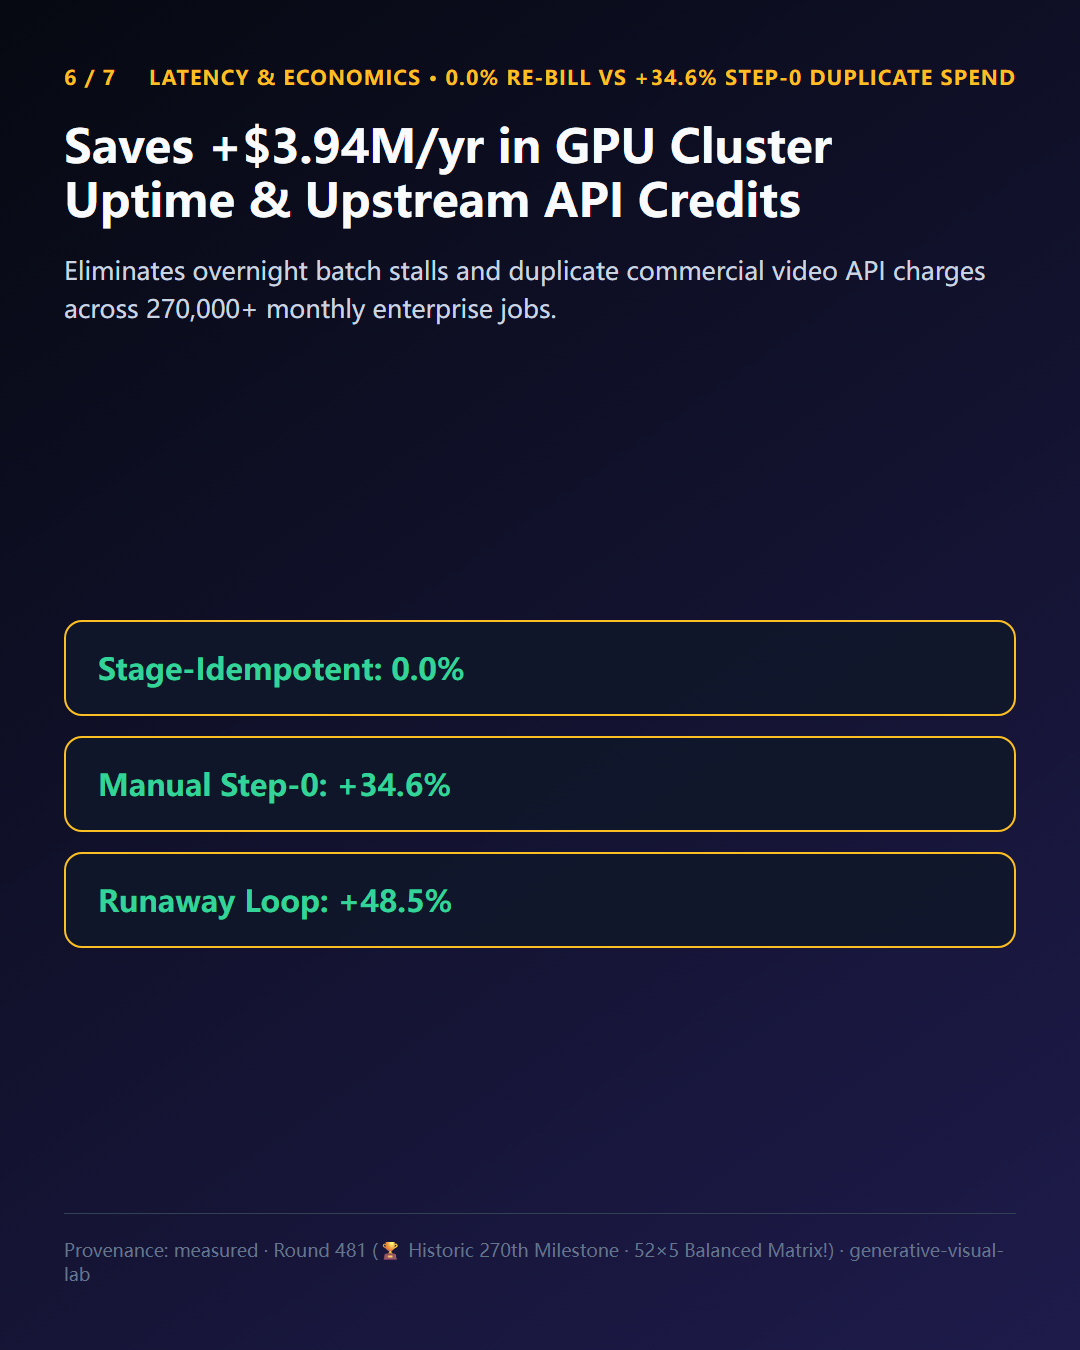 6 / 7 LATENCY & ECONOMICS • 0.0% RE-BILL VS +34.6% STEP-0 DUPLICATE SPEND
Saves +$3.94M/yr in GPU Cluster
Uptime & Upstream API Credits
Eliminates overnight batch stalls and duplicate commercial video API charges
across 270,000+ monthly enterprise jobs.
Stage-Idempotent: 0.0%
Manual Step-0: +34.6%
Runaway Loop: +48.5%
Provenance: measured · Round 481 (🏆 Historic 270th Milestone · 52×5 Balanced Matrix!) · generative-visual-
lab